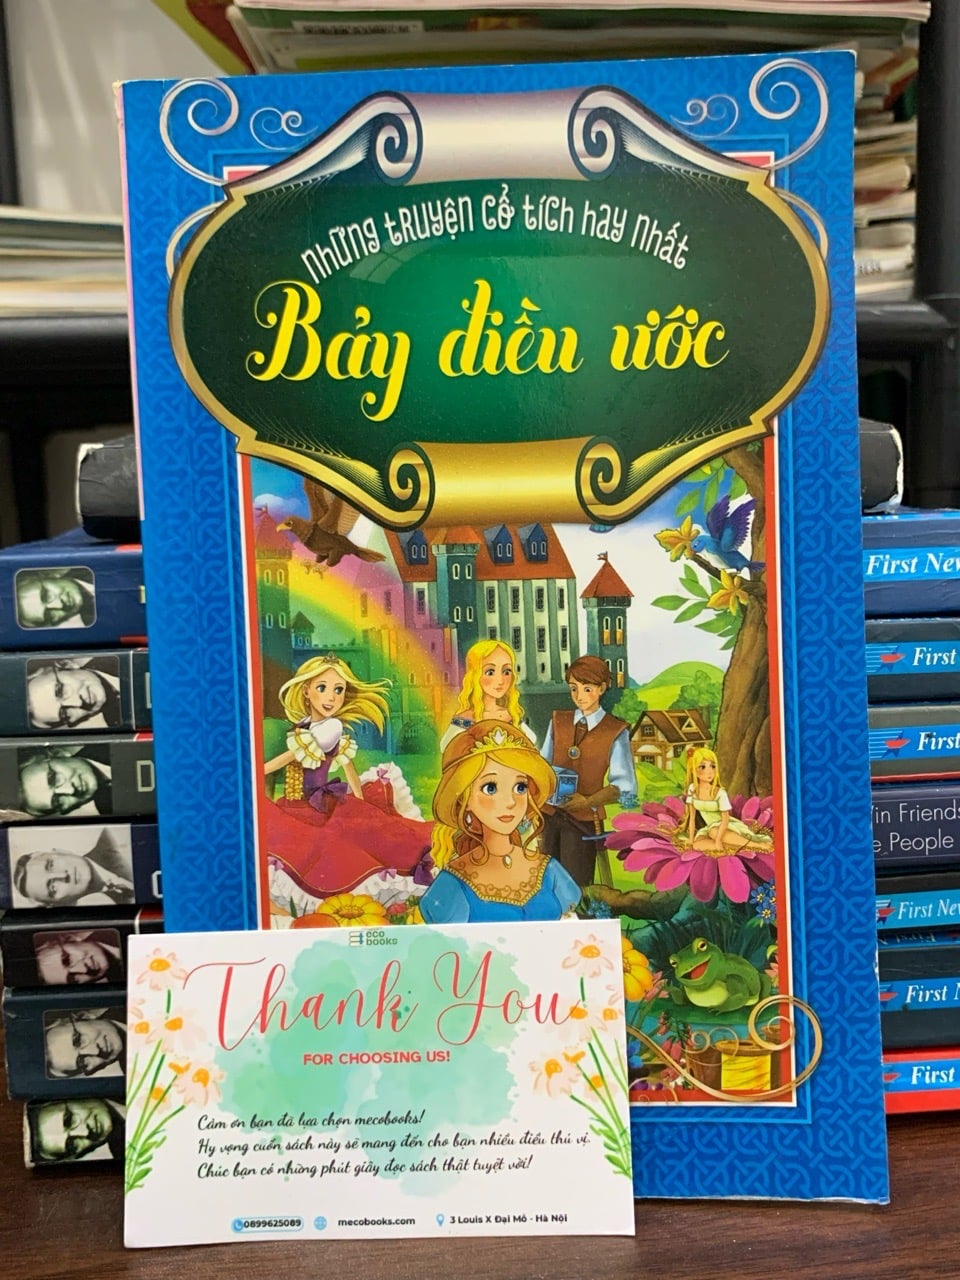 Những truyện cổ tích hay nhất
Bảy điều ước
First New
First
First
in Friends
e People
First New
First N
First
eco
books
Thank You
FOR CHOOSING US!
Cảm ơn bạn đã lựa chọn mecobooks!
Hy vọng cuốn sách này sẽ mang đến cho bạn nhiều điều thú vị.
Chúc bạn có những phút giây đọc sách thật tuyệt vời!
0899625089 mecobooks.com 3 Louis X Đại Mỗ - Hà Nội